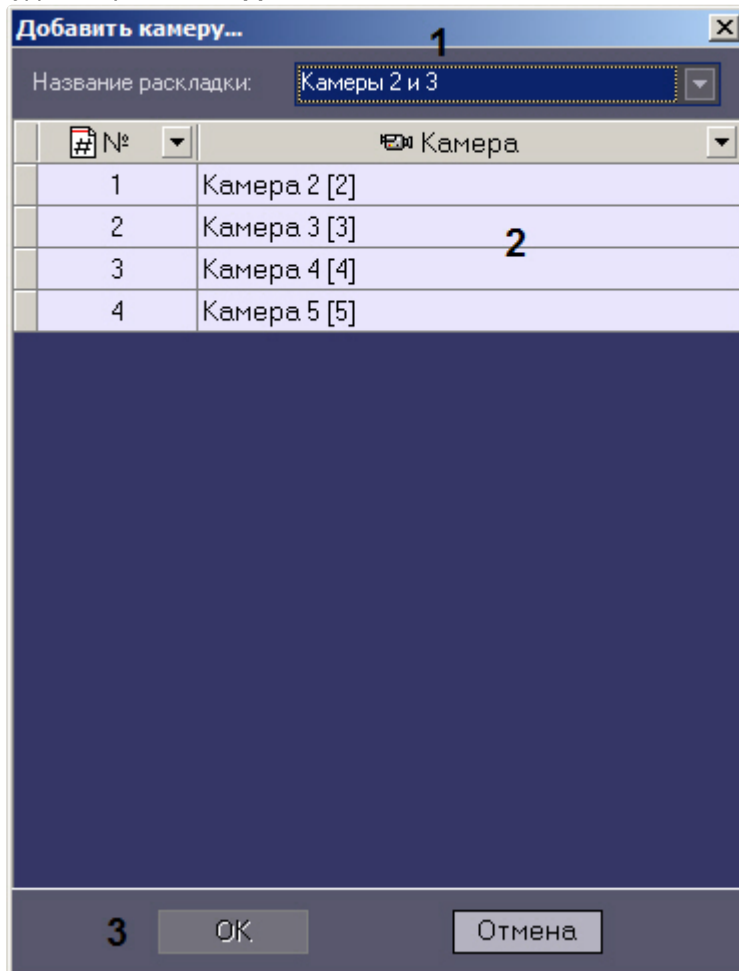 Добавить камеру...
1
Название раскладки: Камеры 2 и 3
№ Камера
1 Камера 2 [2]
2 Камера 3 [3]
2
3 Камера 4 [4]
4 Камера 5 [5]
3 OK Отмена